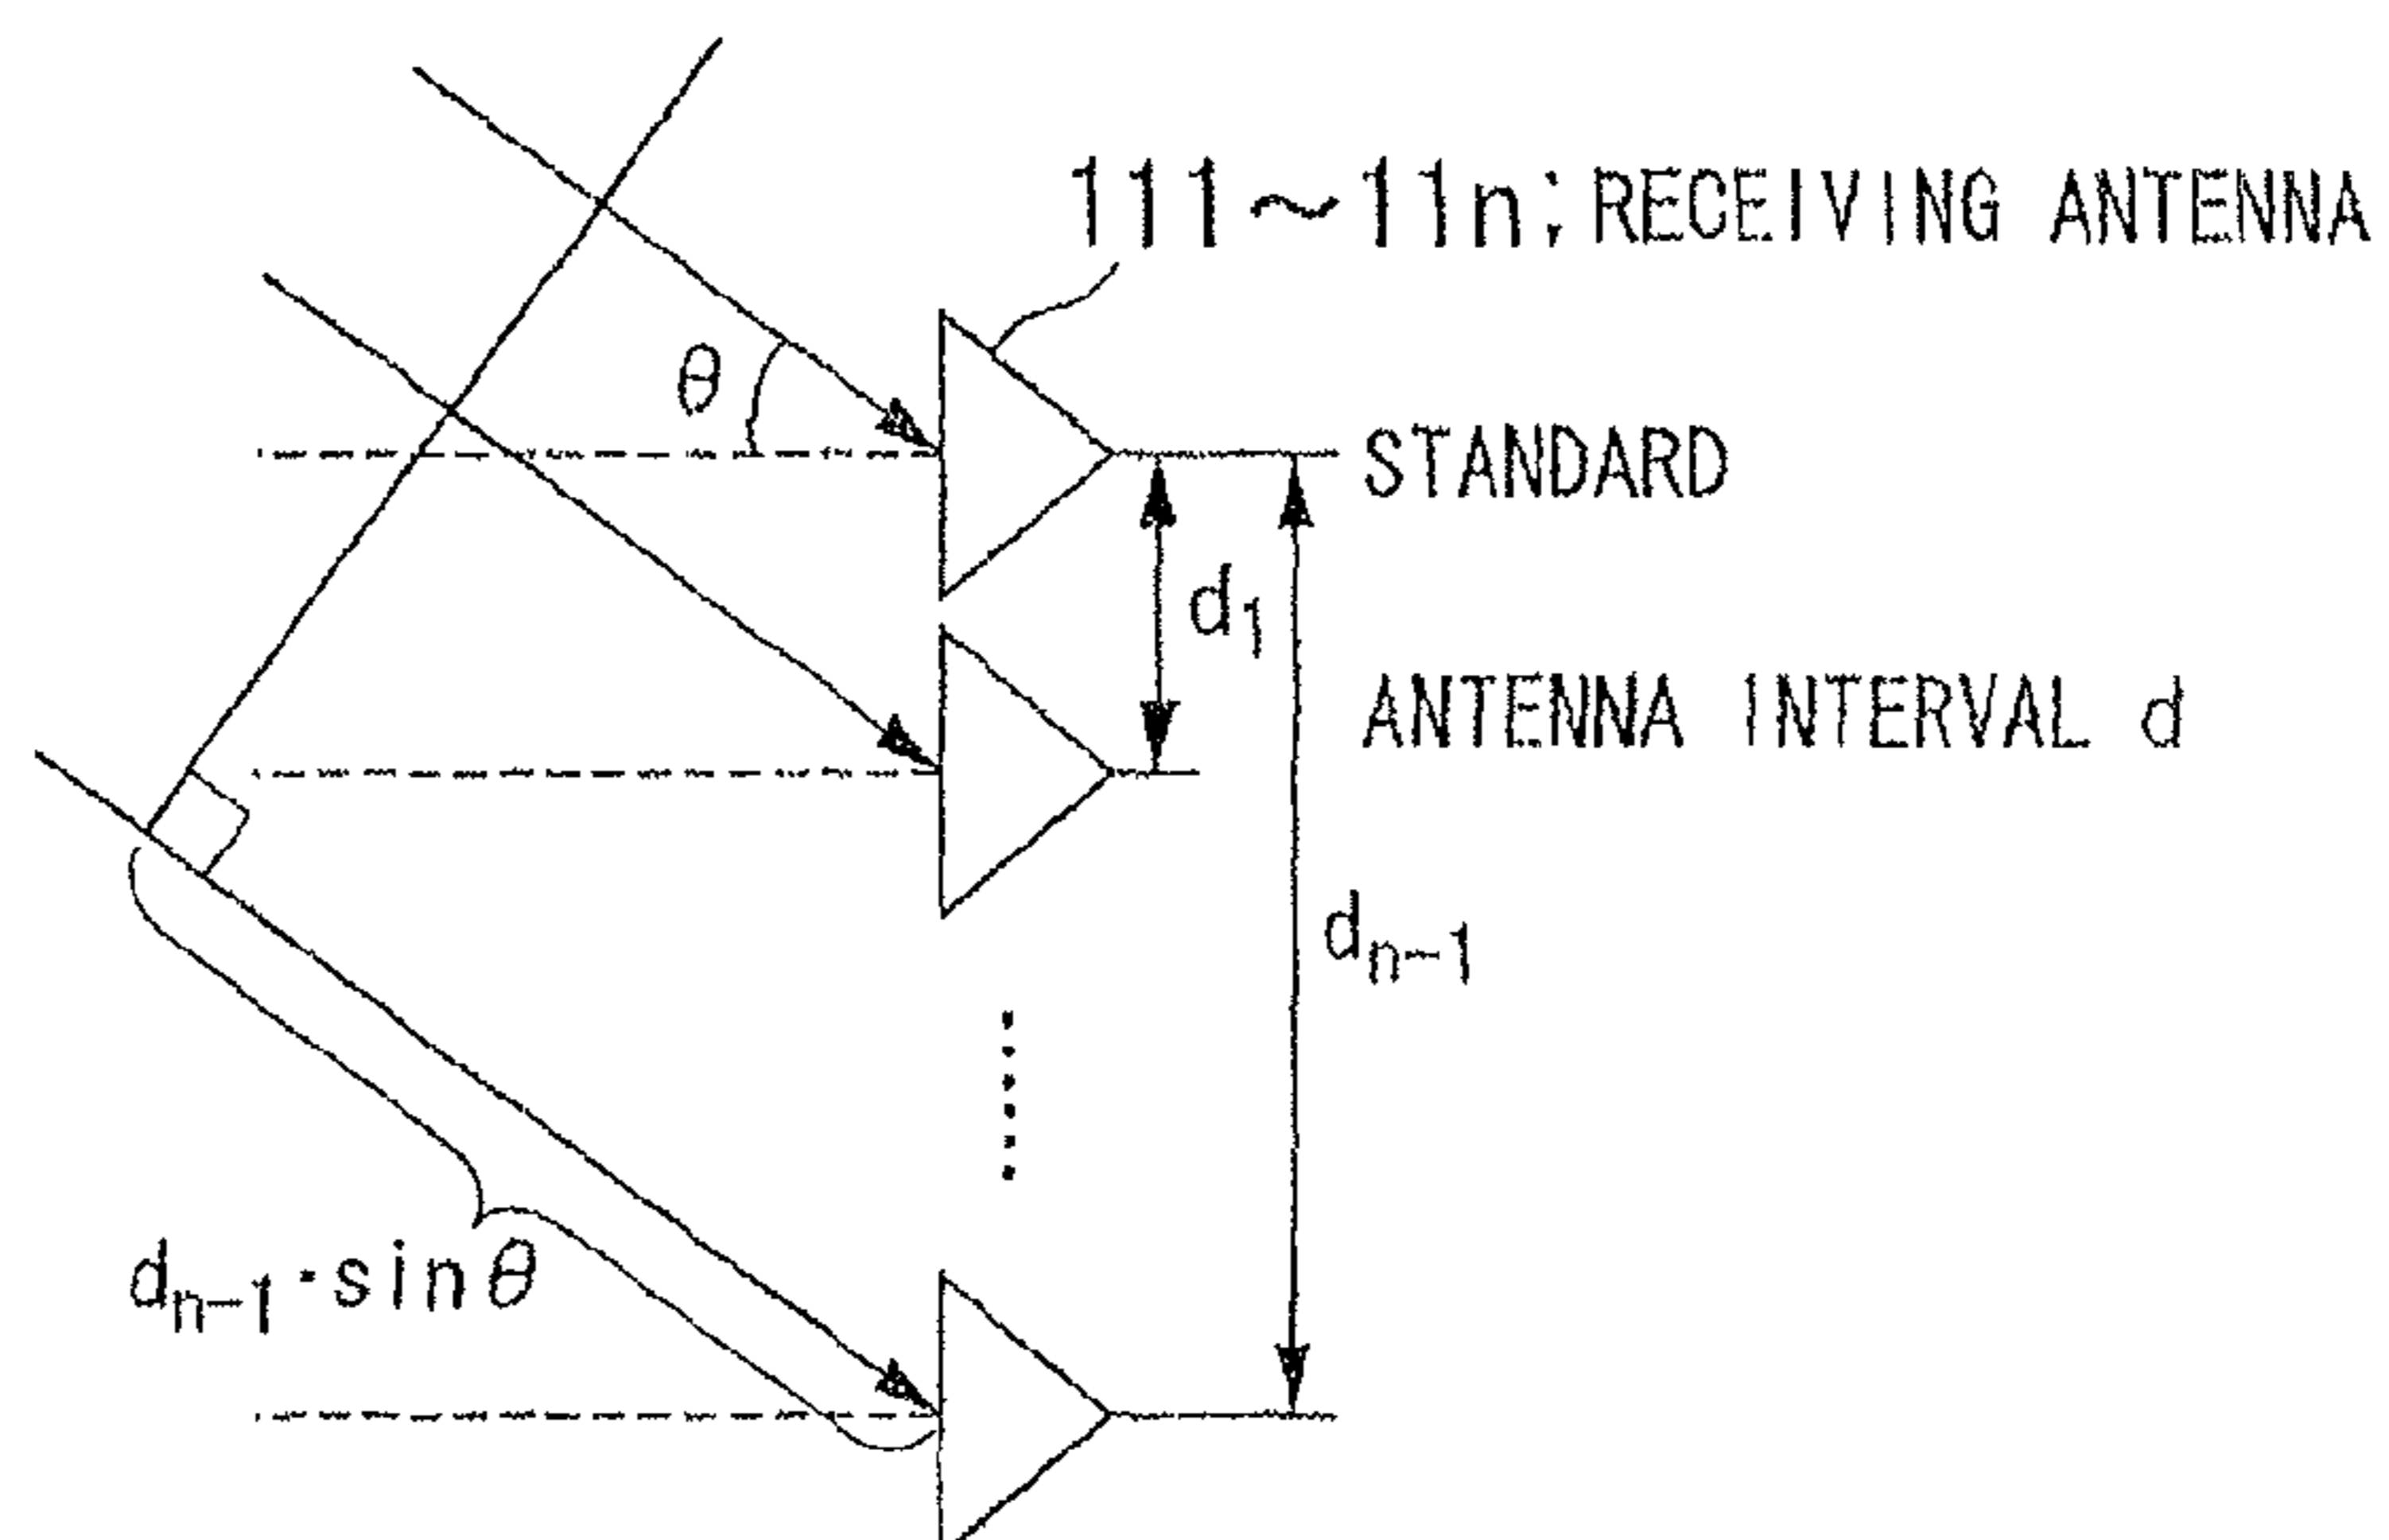 111~11n; RECEIVING ANTENNA
θ
STANDARD
d1
ANTENNA INTERVAL d
dn-1
dn-1・sinθ